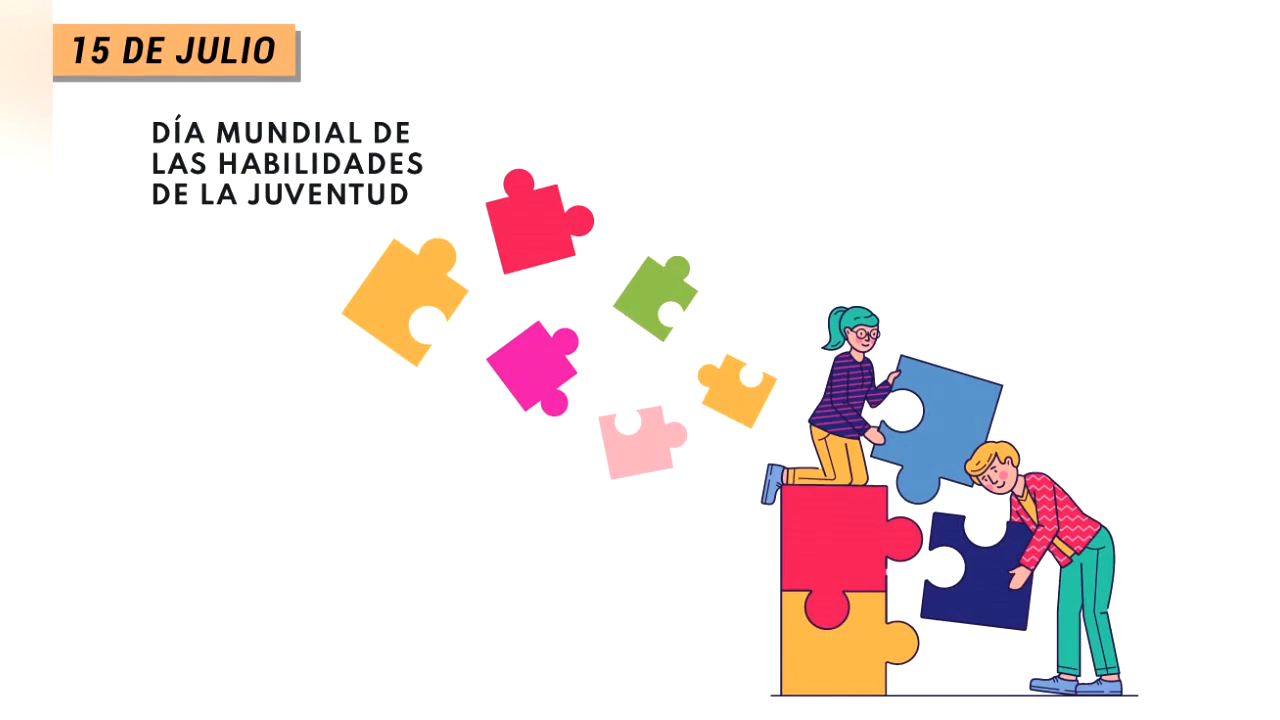 15 DE JULIO
DÍA MUNDIAL DE
LAS HABILIDADES
DE LA JUVENTUD